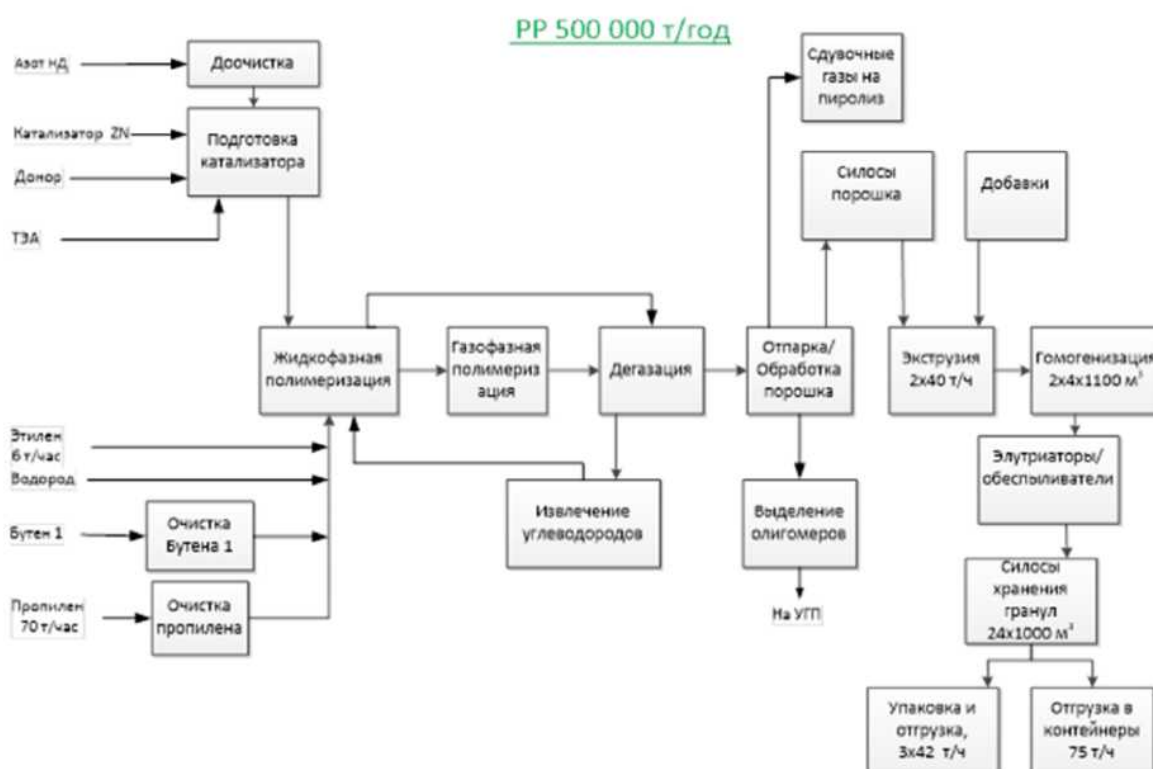 PP 500 000 т/год
Азот НД
Доочистка
Катализатор ZN
Донор
ТЭА
Подготовка
катализатора
Сдувочные
газы на
пиролиз
Силосы
порошка
Добавки
Жидкофазная
полимеризация
Газофазная
полимериз
ация
Дегазация
Отпарка/
Обработка
порошка
Экструзия
2х40 т/ч
Гомогенизация
2х4х1100 м³
Этилен
6 т/час
Водород
Бутен 1
Очистка
Бутена 1
Пропилен
70 т/час
Очистка
пропилена
Извлечение
углеводородов
Выделение
олигомеров
На УГП
Элутриаторы/
обеспыливатели
Силосы
хранения
гранул
24х1000 м³
Упаковка и
отгрузка,
3х42 т/ч
Отгрузка в
контейнеры
75 т/ч